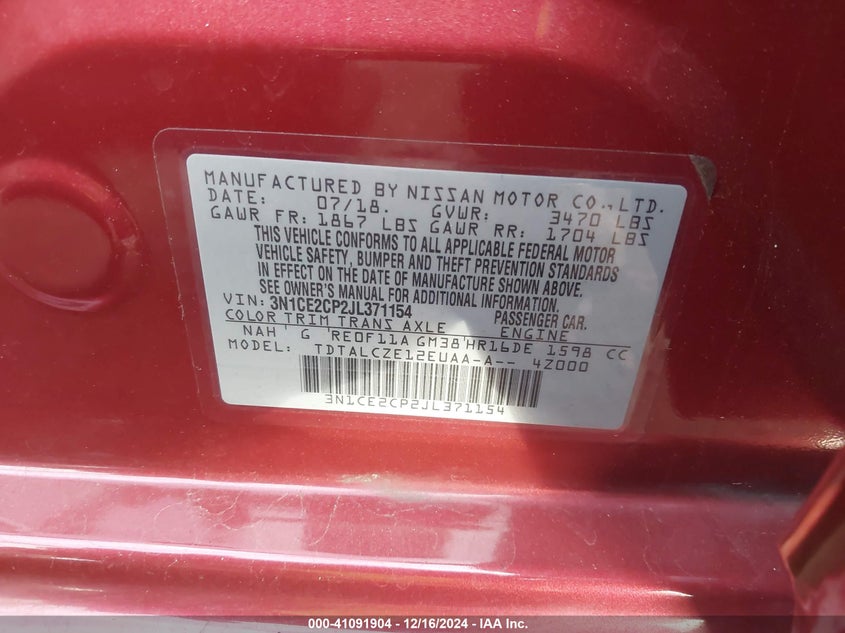 MANUFACTURED BY NISSAN MOTOR CO., LTD.
DATE: 07/18. GVWR: 3470 LBS
GAWR FR: 1867 LBS GAWR RR: 1704 LBS
THIS VEHICLE CONFORMS TO ALL APPLICABLE FEDERAL MOTOR
VEHICLE SAFETY, BUMPER AND THEFT PREVENTION STANDARDS
IN EFFECT ON THE DATE OF MANUFACTURE SHOWN ABOVE.
SEE OWNER'S MANUAL FOR ADDITIONAL INFORMATION.
VIN: 3N1CE2CP2JL371154 PASSENGER CAR.
COLOR TRIM TRANS AXLE ENGINE
NAH ' G 'RE0F11A GM38'HR16DE 1598 CC
MODEL: TDTALCZE12EUAA-A-- 4Z000
3N1CE2CP2JL371154
000-41091904 - 12/16/2024 - IAA Inc.